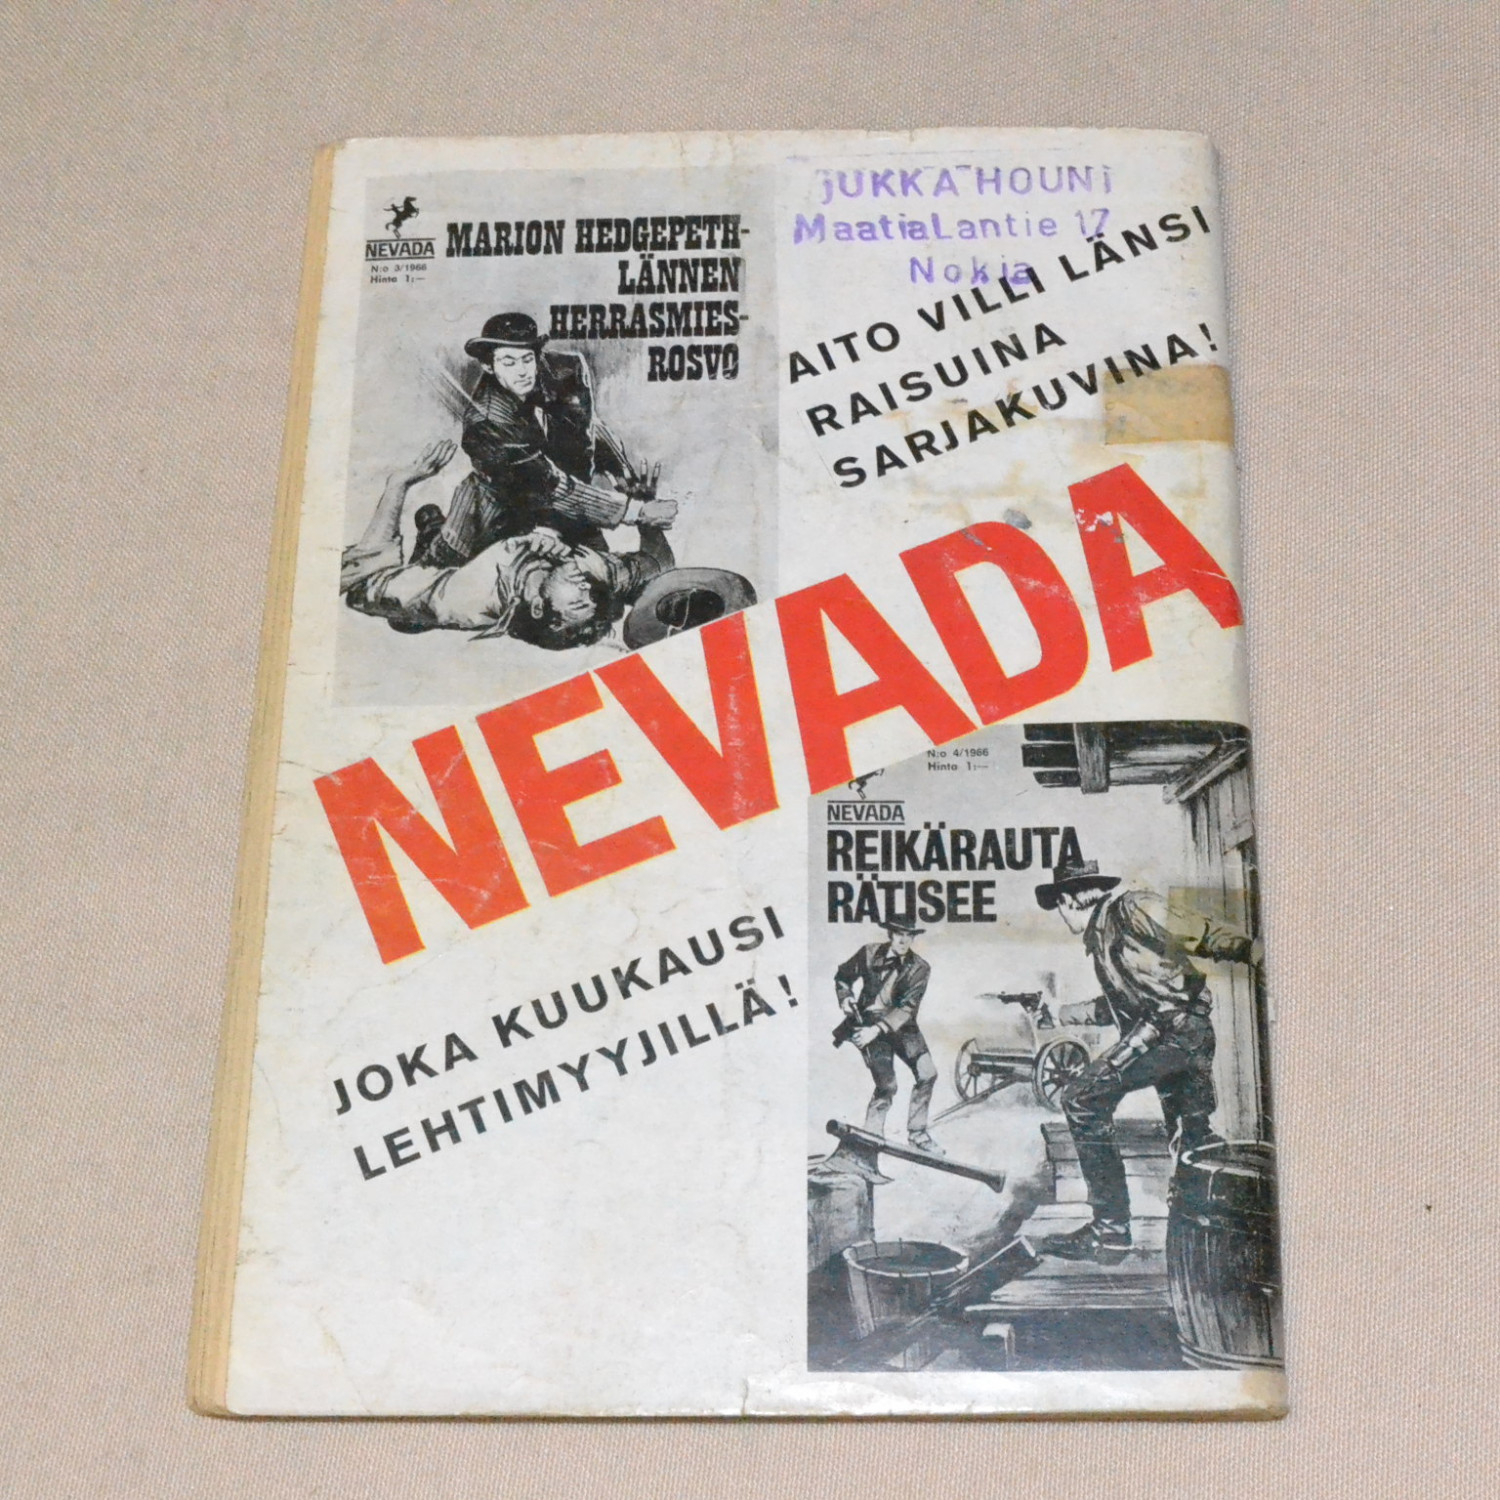 JUKKA HOUNI
MaatiaLantie 17
Nokia
NEVADA
N:o 3/1966
Hinta 1:—
MARION HEDGEPETH-
LÄNNEN
HERRASMIES-
ROSVO
AITO VILLI LÄNSI
RAISUINA
SARJAKUVINA!
NEVADA
N:o 4/1966
Hinta 1:—
NEVADA
REIKÄRAUTA
RÄTISEE
JOKA KUUKAUSI
LEHTIMYYJILLÄ!